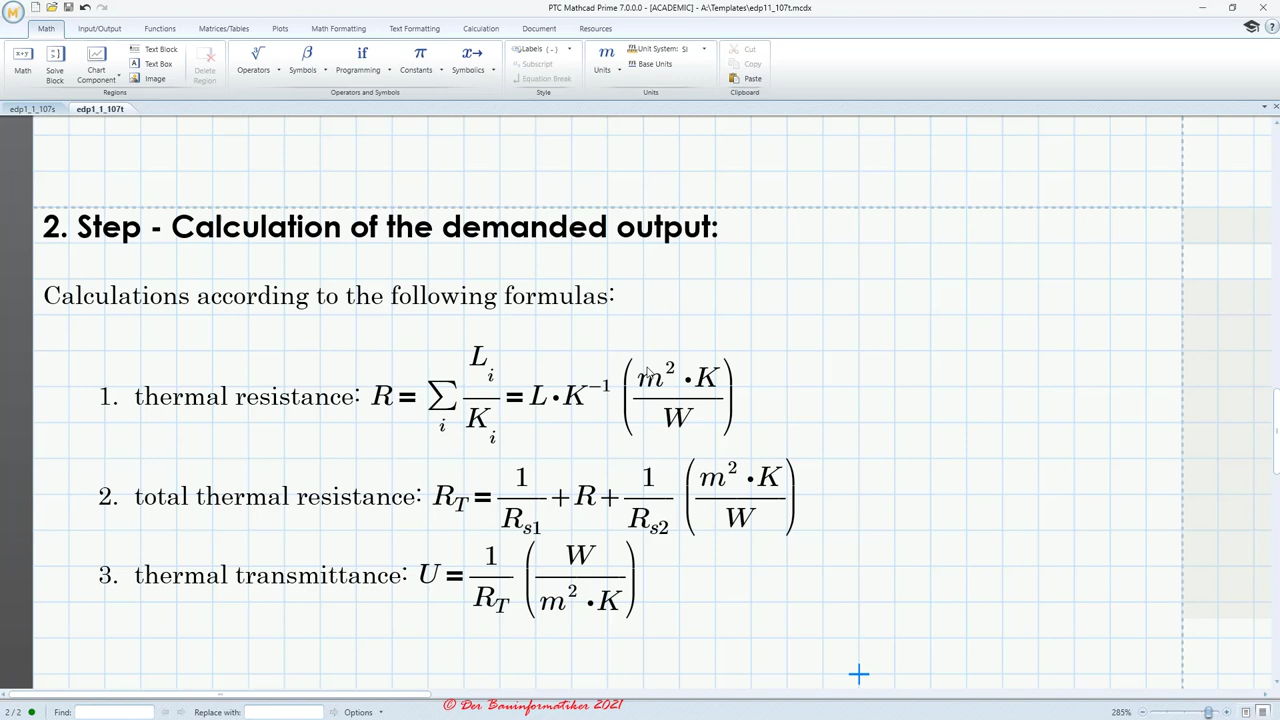 PTC Mathcad Prime 7.0.0.0 - [ACADEMIC] - A:\Templates\edp11_107t.mcdx
Math Input/Output Functions Matrices/Tables Plots Math Formatting Text Formatting Calculation Document Resources
Math
Solve Block
Chart Component
Text Block
Text Box
Image
Delete Region
Operators
Symbols
Programming
Constants
Symbolics
Labels (−)
Subscript
Equation Break
Units
Unit System: SI
Base Units
Cut
Copy
Paste
Regions Operators and Symbols Style Units Clipboard
edp1_1_107s edp1_1_107t
2. Step - Calculation of the demanded output:
Calculations according to the following formulas:
1. thermal resistance: R = ∑_i L_i/K_i = L·K^−1 (m^2·K/W)
2. total thermal resistance: R_T = 1/R_s1 + R + 1/R_s2 (m^2·K/W)
3. thermal transmittance: U = 1/R_T (W/m^2·K)
© Der Bauinformatiker 2021
2 / 2 Find: Replace with: Options 285%